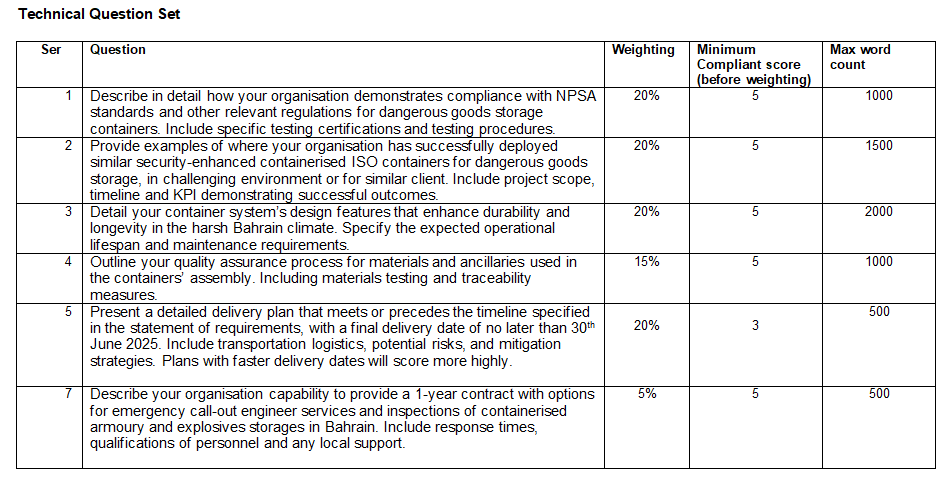 Technical Question Set
Ser Question Weighting Minimum Compliant score (before weighting) Max word count
1 Describe in detail how your organisation demonstrates compliance with NPSA 20% 5 1000
standards and other relevant regulations for dangerous goods storage
containers. Include specific testing certifications and testing procedures.
2 Provide examples of where your organisation has successfully deployed 20% 5 1500
similar security-enhanced containerised ISO containers for dangerous goods
storage, in challenging environment or for similar client. Include project scope,
timeline and KPI demonstrating successful outcomes.
3 Detail your container system's design features that enhance durability and 20% 5 2000
longevity in the harsh Bahrain climate. Specify the expected operational
lifespan and maintenance requirements.
4 Outline your quality assurance process for materials and ancillaries used in 15% 5 1000
the containers' assembly. Including materials testing and traceability
measures.
5 Present a detailed delivery plan that meets or precedes the timeline specified 500
in the statement of requirements, with a final delivery date of no later than 30th 20% 3
June 2025. Include transportation logistics, potential risks, and mitigation
strategies. Plans with faster delivery dates will score more highly.
7 Describe your organisation capability to provide a 1-year contract with options 5% 5 500
for emergency call-out engineer services and inspections of containerised
armoury and explosives storages in Bahrain. Include response times,
qualifications of personnel and any local support.